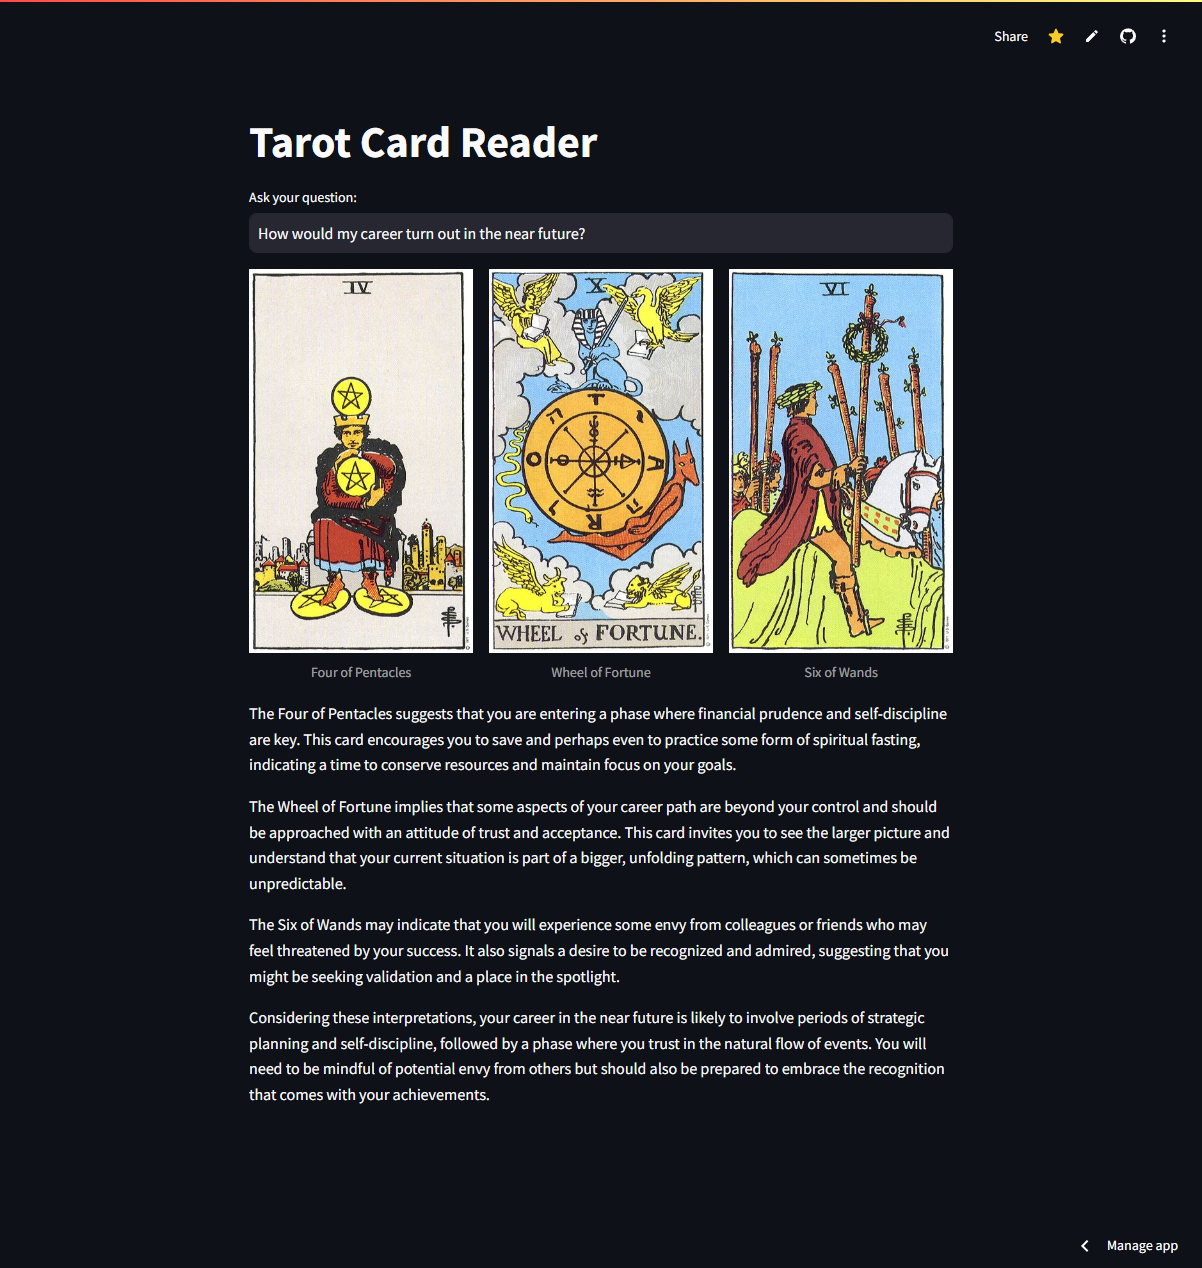 Share
Tarot Card Reader
Ask your question:
How would my career turn out in the near future?
IV
X
VI
T
A
R
O
WHEEL of FORTUNE.
Four of Pentacles
Wheel of Fortune
Six of Wands
The Four of Pentacles suggests that you are entering a phase where financial prudence and self-discipline
are key. This card encourages you to save and perhaps even to practice some form of spiritual fasting,
indicating a time to conserve resources and maintain focus on your goals.
The Wheel of Fortune implies that some aspects of your career path are beyond your control and should
be approached with an attitude of trust and acceptance. This card invites you to see the larger picture and
understand that your current situation is part of a bigger, unfolding pattern, which can sometimes be
unpredictable.
The Six of Wands may indicate that you will experience some envy from colleagues or friends who may
feel threatened by your success. It also signals a desire to be recognized and admired, suggesting that you
might be seeking validation and a place in the spotlight.
Considering these interpretations, your career in the near future is likely to involve periods of strategic
planning and self-discipline, followed by a phase where you trust in the natural flow of events. You will
need to be mindful of potential envy from others but should also be prepared to embrace the recognition
that comes with your achievements.
Manage app